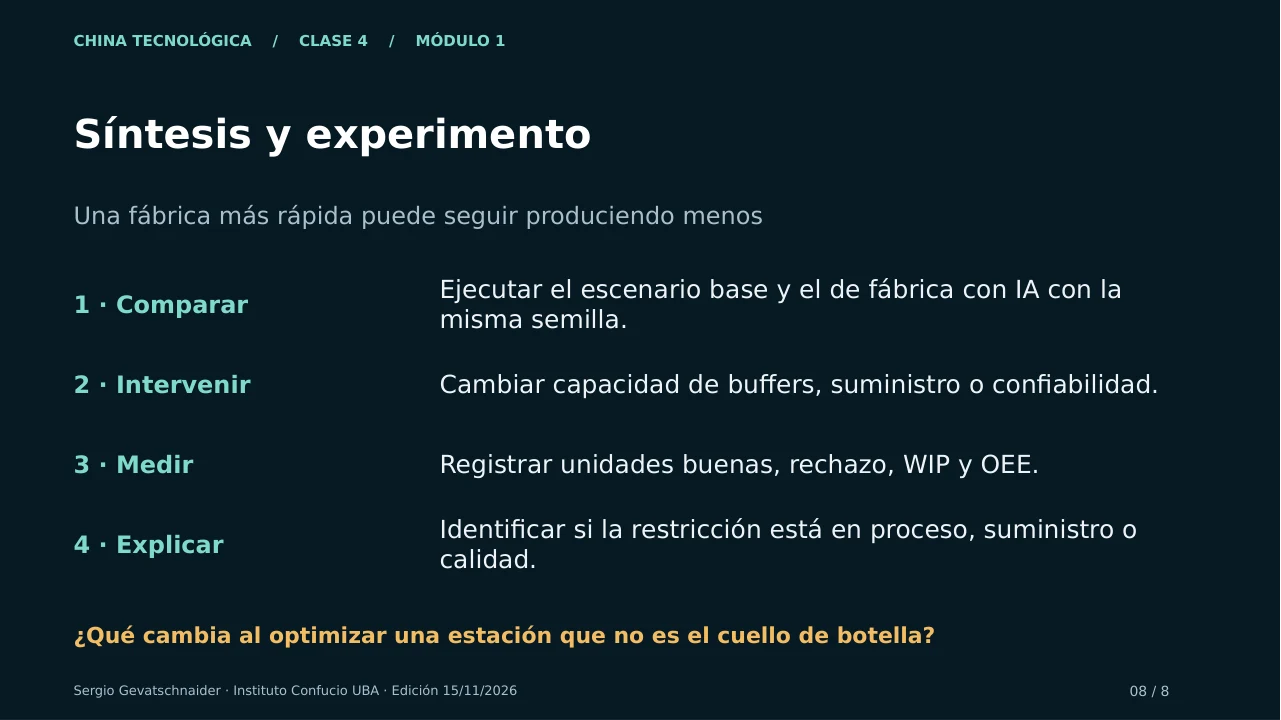 CHINA TECNOLÓGICA / CLASE 4 / MÓDULO 1
Síntesis y experimento
Una fábrica más rápida puede seguir produciendo menos
1 · Comparar
Ejecutar el escenario base y el de fábrica con IA con la
misma semilla.
2 · Intervenir
Cambiar capacidad de buffers, suministro o confiabilidad.
3 · Medir
Registrar unidades buenas, rechazo, WIP y OEE.
4 · Explicar
Identificar si la restricción está en proceso, suministro o
calidad.
¿Qué cambia al optimizar una estación que no es el cuello de botella?
Sergio Gevatschnaider · Instituto Confucio UBA · Edición 15/11/2026
08 / 8